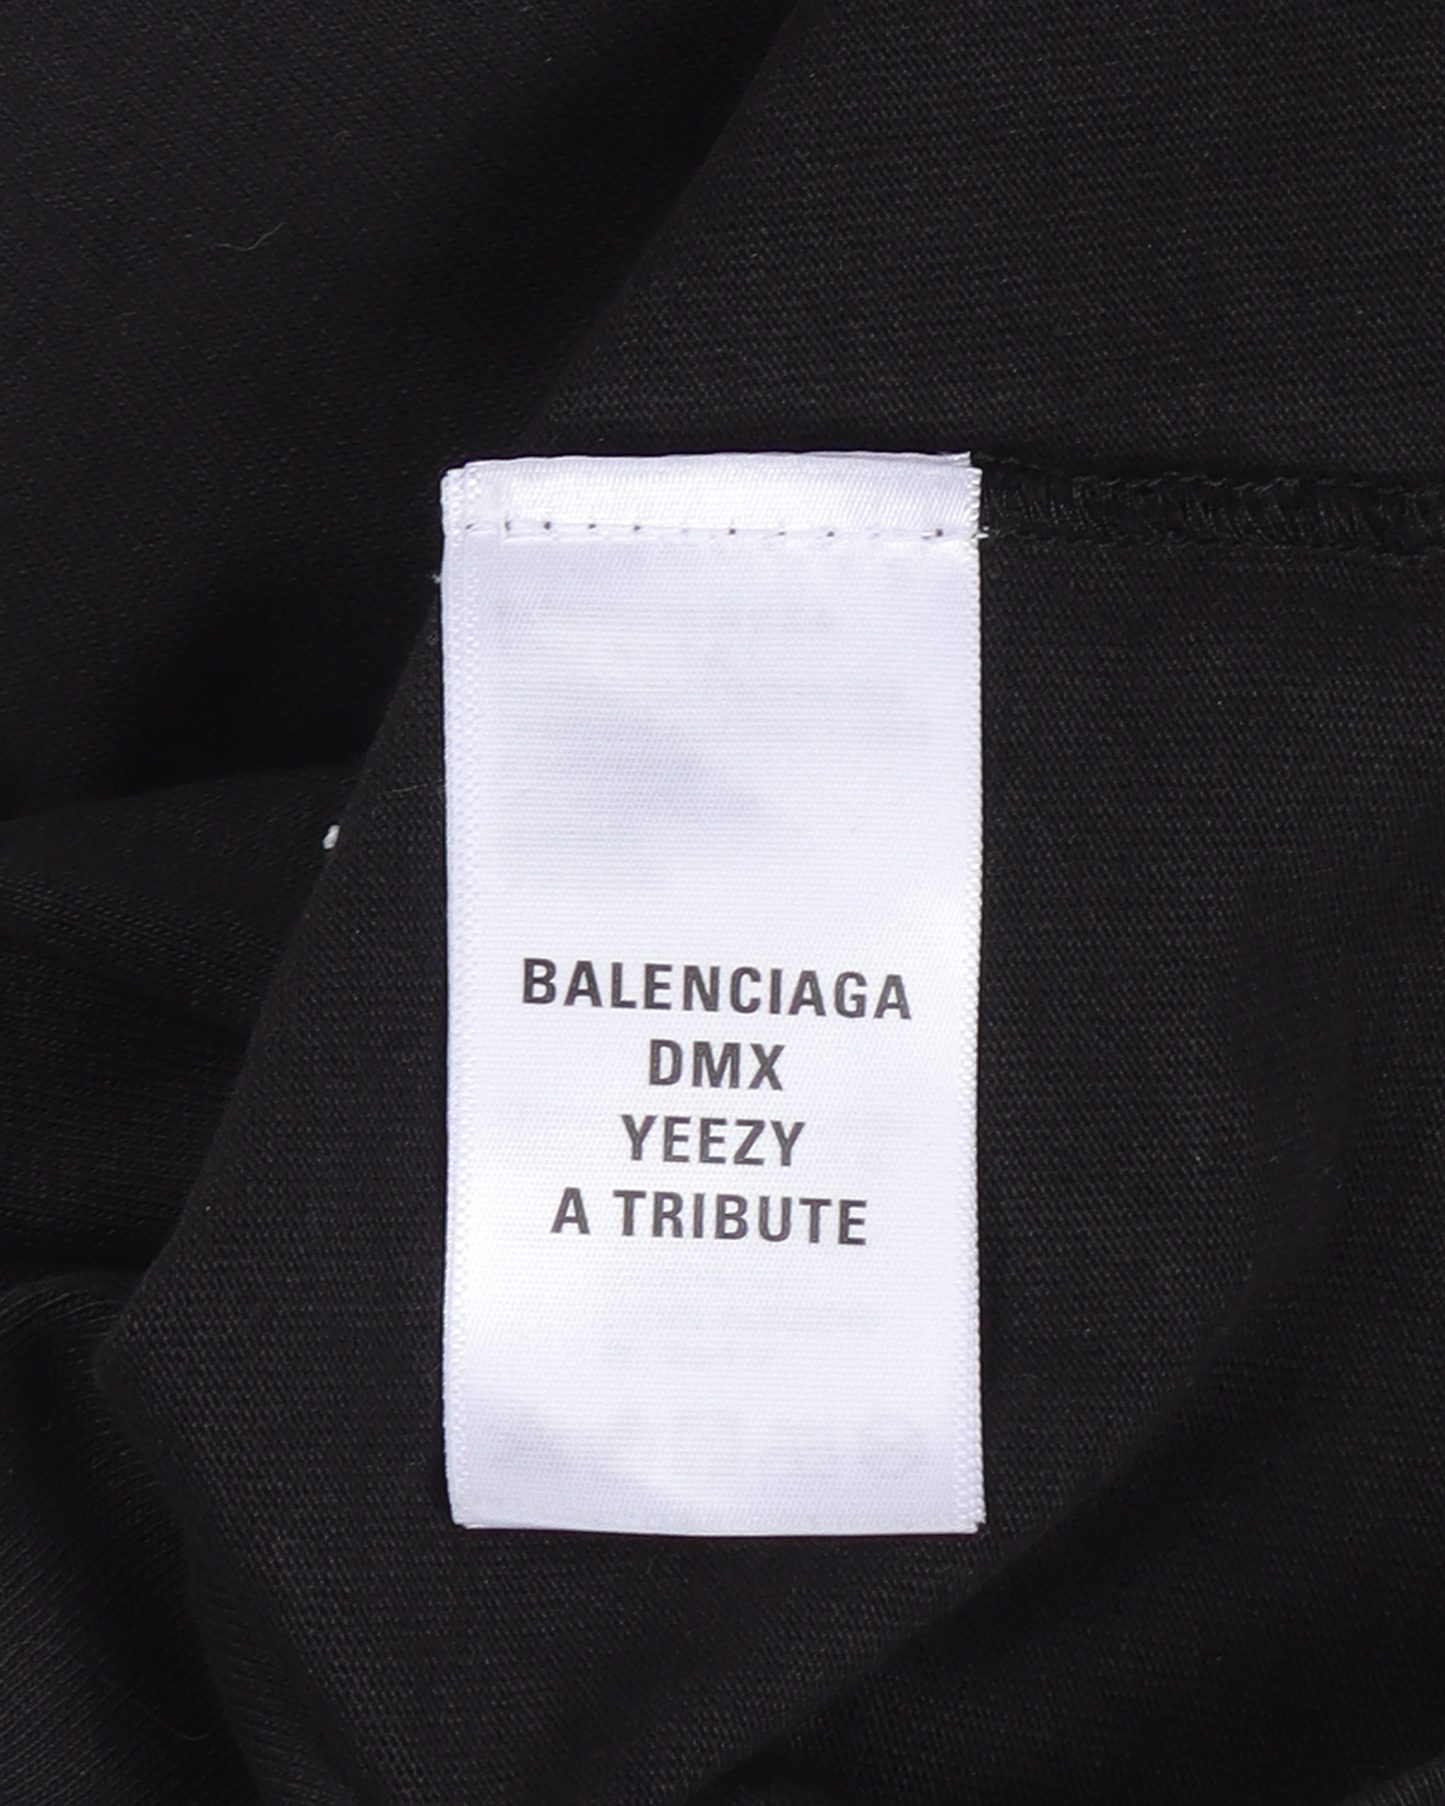 BALENCIAGA
DMX
YEEZY
A TRIBUTE